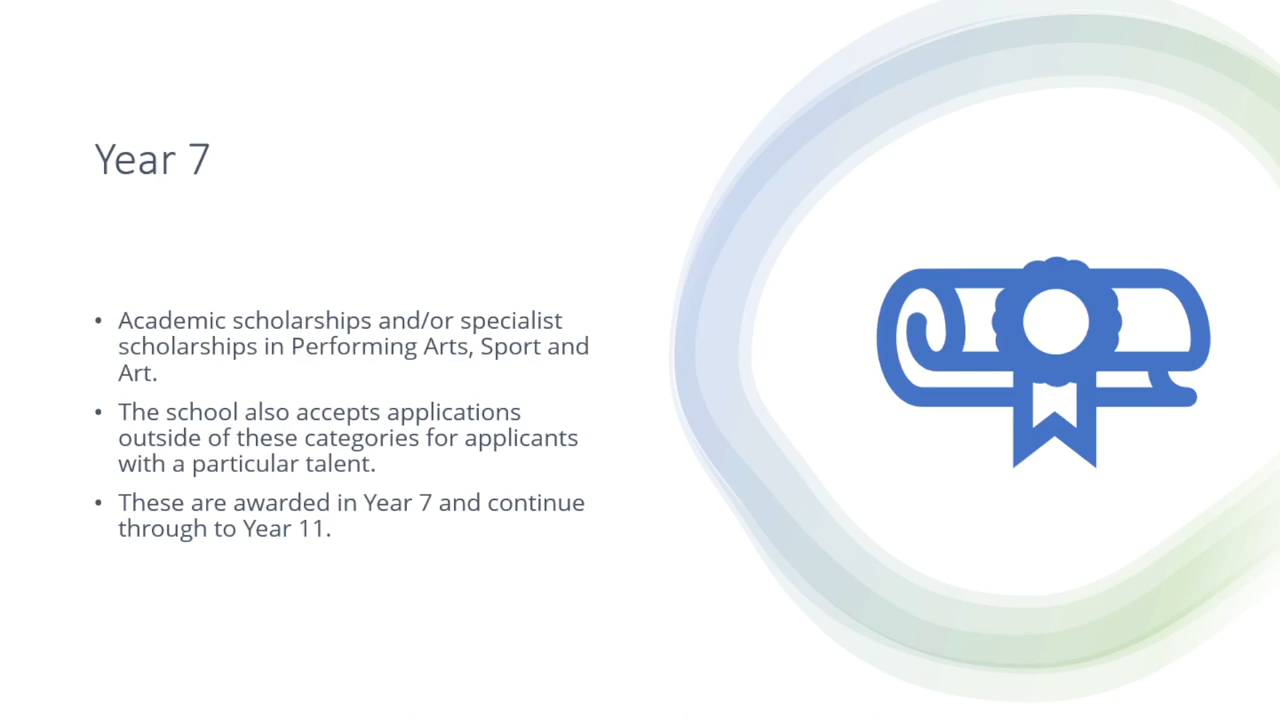 Year 7
• Academic scholarships and/or specialist
scholarships in Performing Arts, Sport and
Art.
• The school also accepts applications
outside of these categories for applicants
with a particular talent.
• These are awarded in Year 7 and continue
through to Year 11.